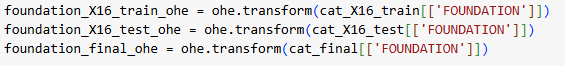 foundation_X16_train_ohe = ohe.transform(cat_X16_train[['FOUNDATION']])
foundation_X16_test_ohe = ohe.transform(cat_X16_test[['FOUNDATION']])
foundation_final_ohe = ohe.transform(cat_final[['FOUNDATION']])